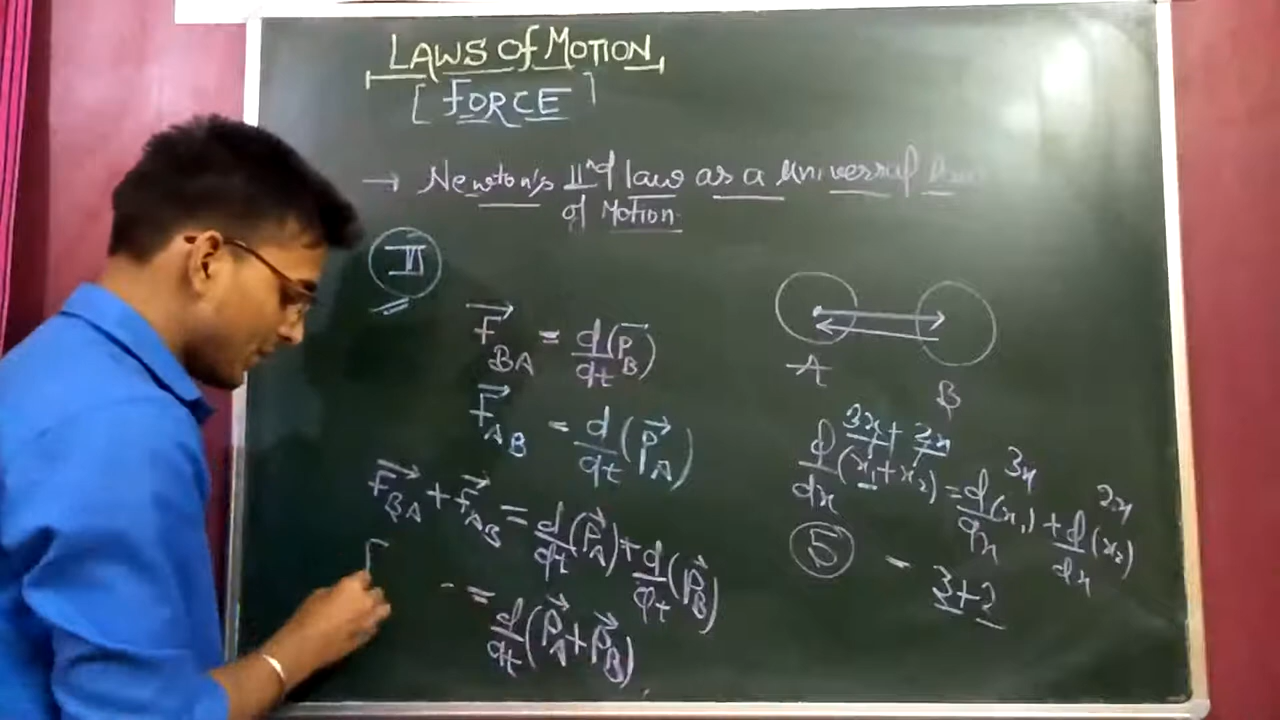 LAWS Of MOTION
[ FORCE ]
→ Newton's IInd law as a universal
of Motion
II
F⃗BA = d/dt (p⃗B)
F⃗AB = d/dt (p⃗A)
F⃗BA + F⃗AB = d/dt (p⃗A) + d/dt (p⃗B)
= d/dt (p⃗A + p⃗B)
A
B
3x + 2x
d/dx (x₁ + x₂) = d/dx (x₁) + d/dx (x₂)
3x
2x
5
= 3+2